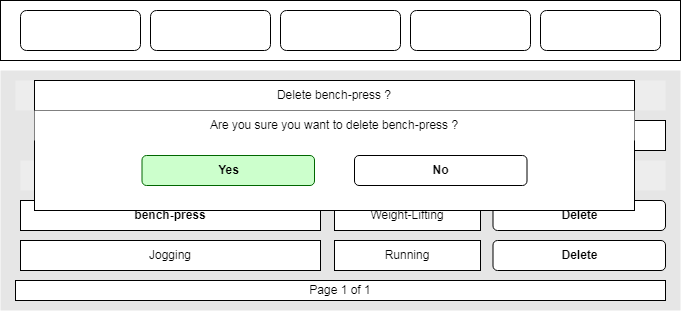 Delete bench-press ?
Are you sure you want to delete bench-press ?
Yes
No
bench-press
Weight-Lifting
Delete
Jogging
Running
Delete
Page 1 of 1